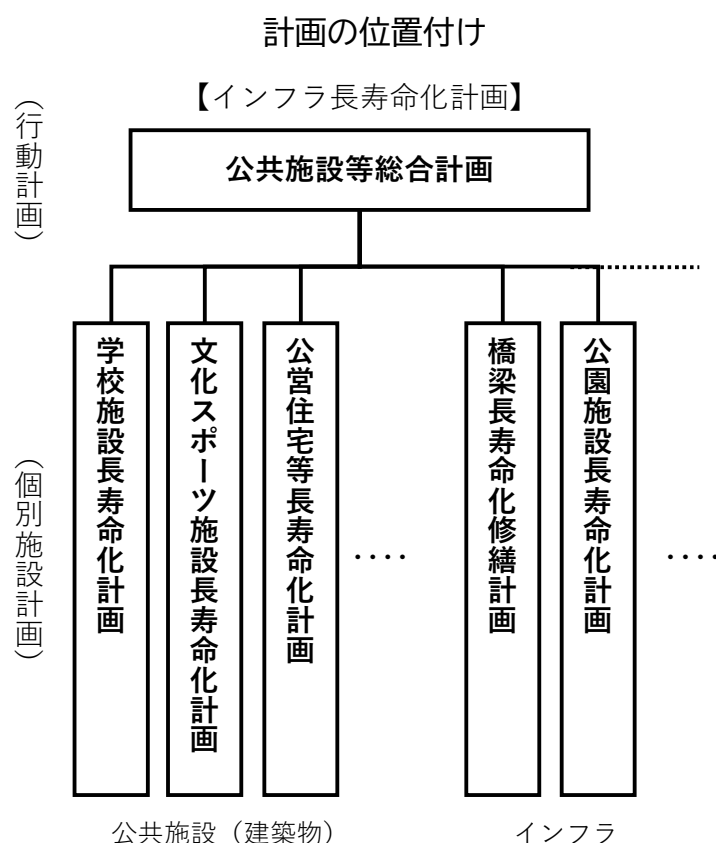 計画の位置付け
【インフラ長寿命化計画】
（行動計画）
公共施設等総合計画
（個別施設計画）
学校施設長寿命化計画
文化スポーツ施設長寿命化計画
公営住宅等長寿命化計画
････
橋梁長寿命化修繕計画
公園施設長寿命化計画
････
公共施設（建築物）
インフラ